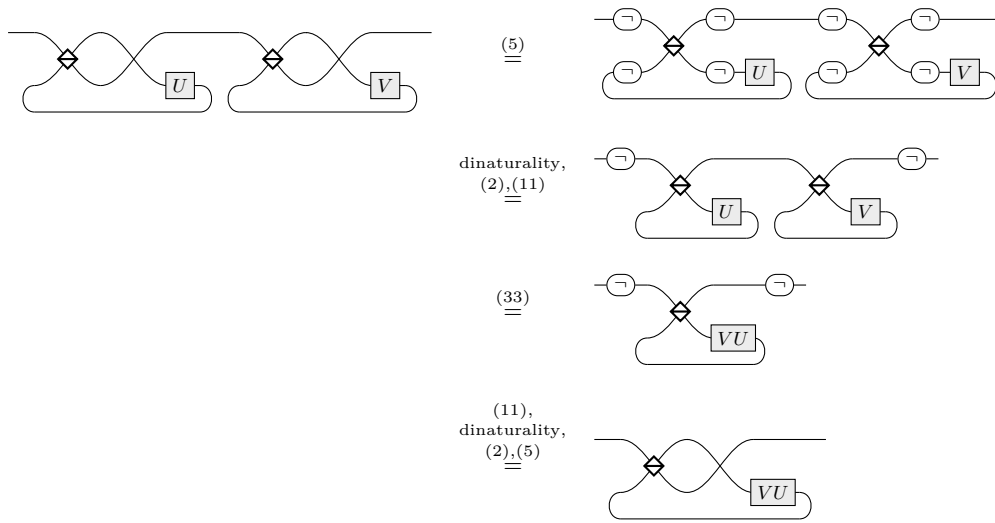 U V
(5)
=
¬ ¬ ¬ ¬
¬ ¬ U ¬ ¬ V
dinaturality,
(2),(11)
=
¬ ¬
U V
(33)
=
¬ ¬
VU
(11),
dinaturality,
(2),(5)
=
VU